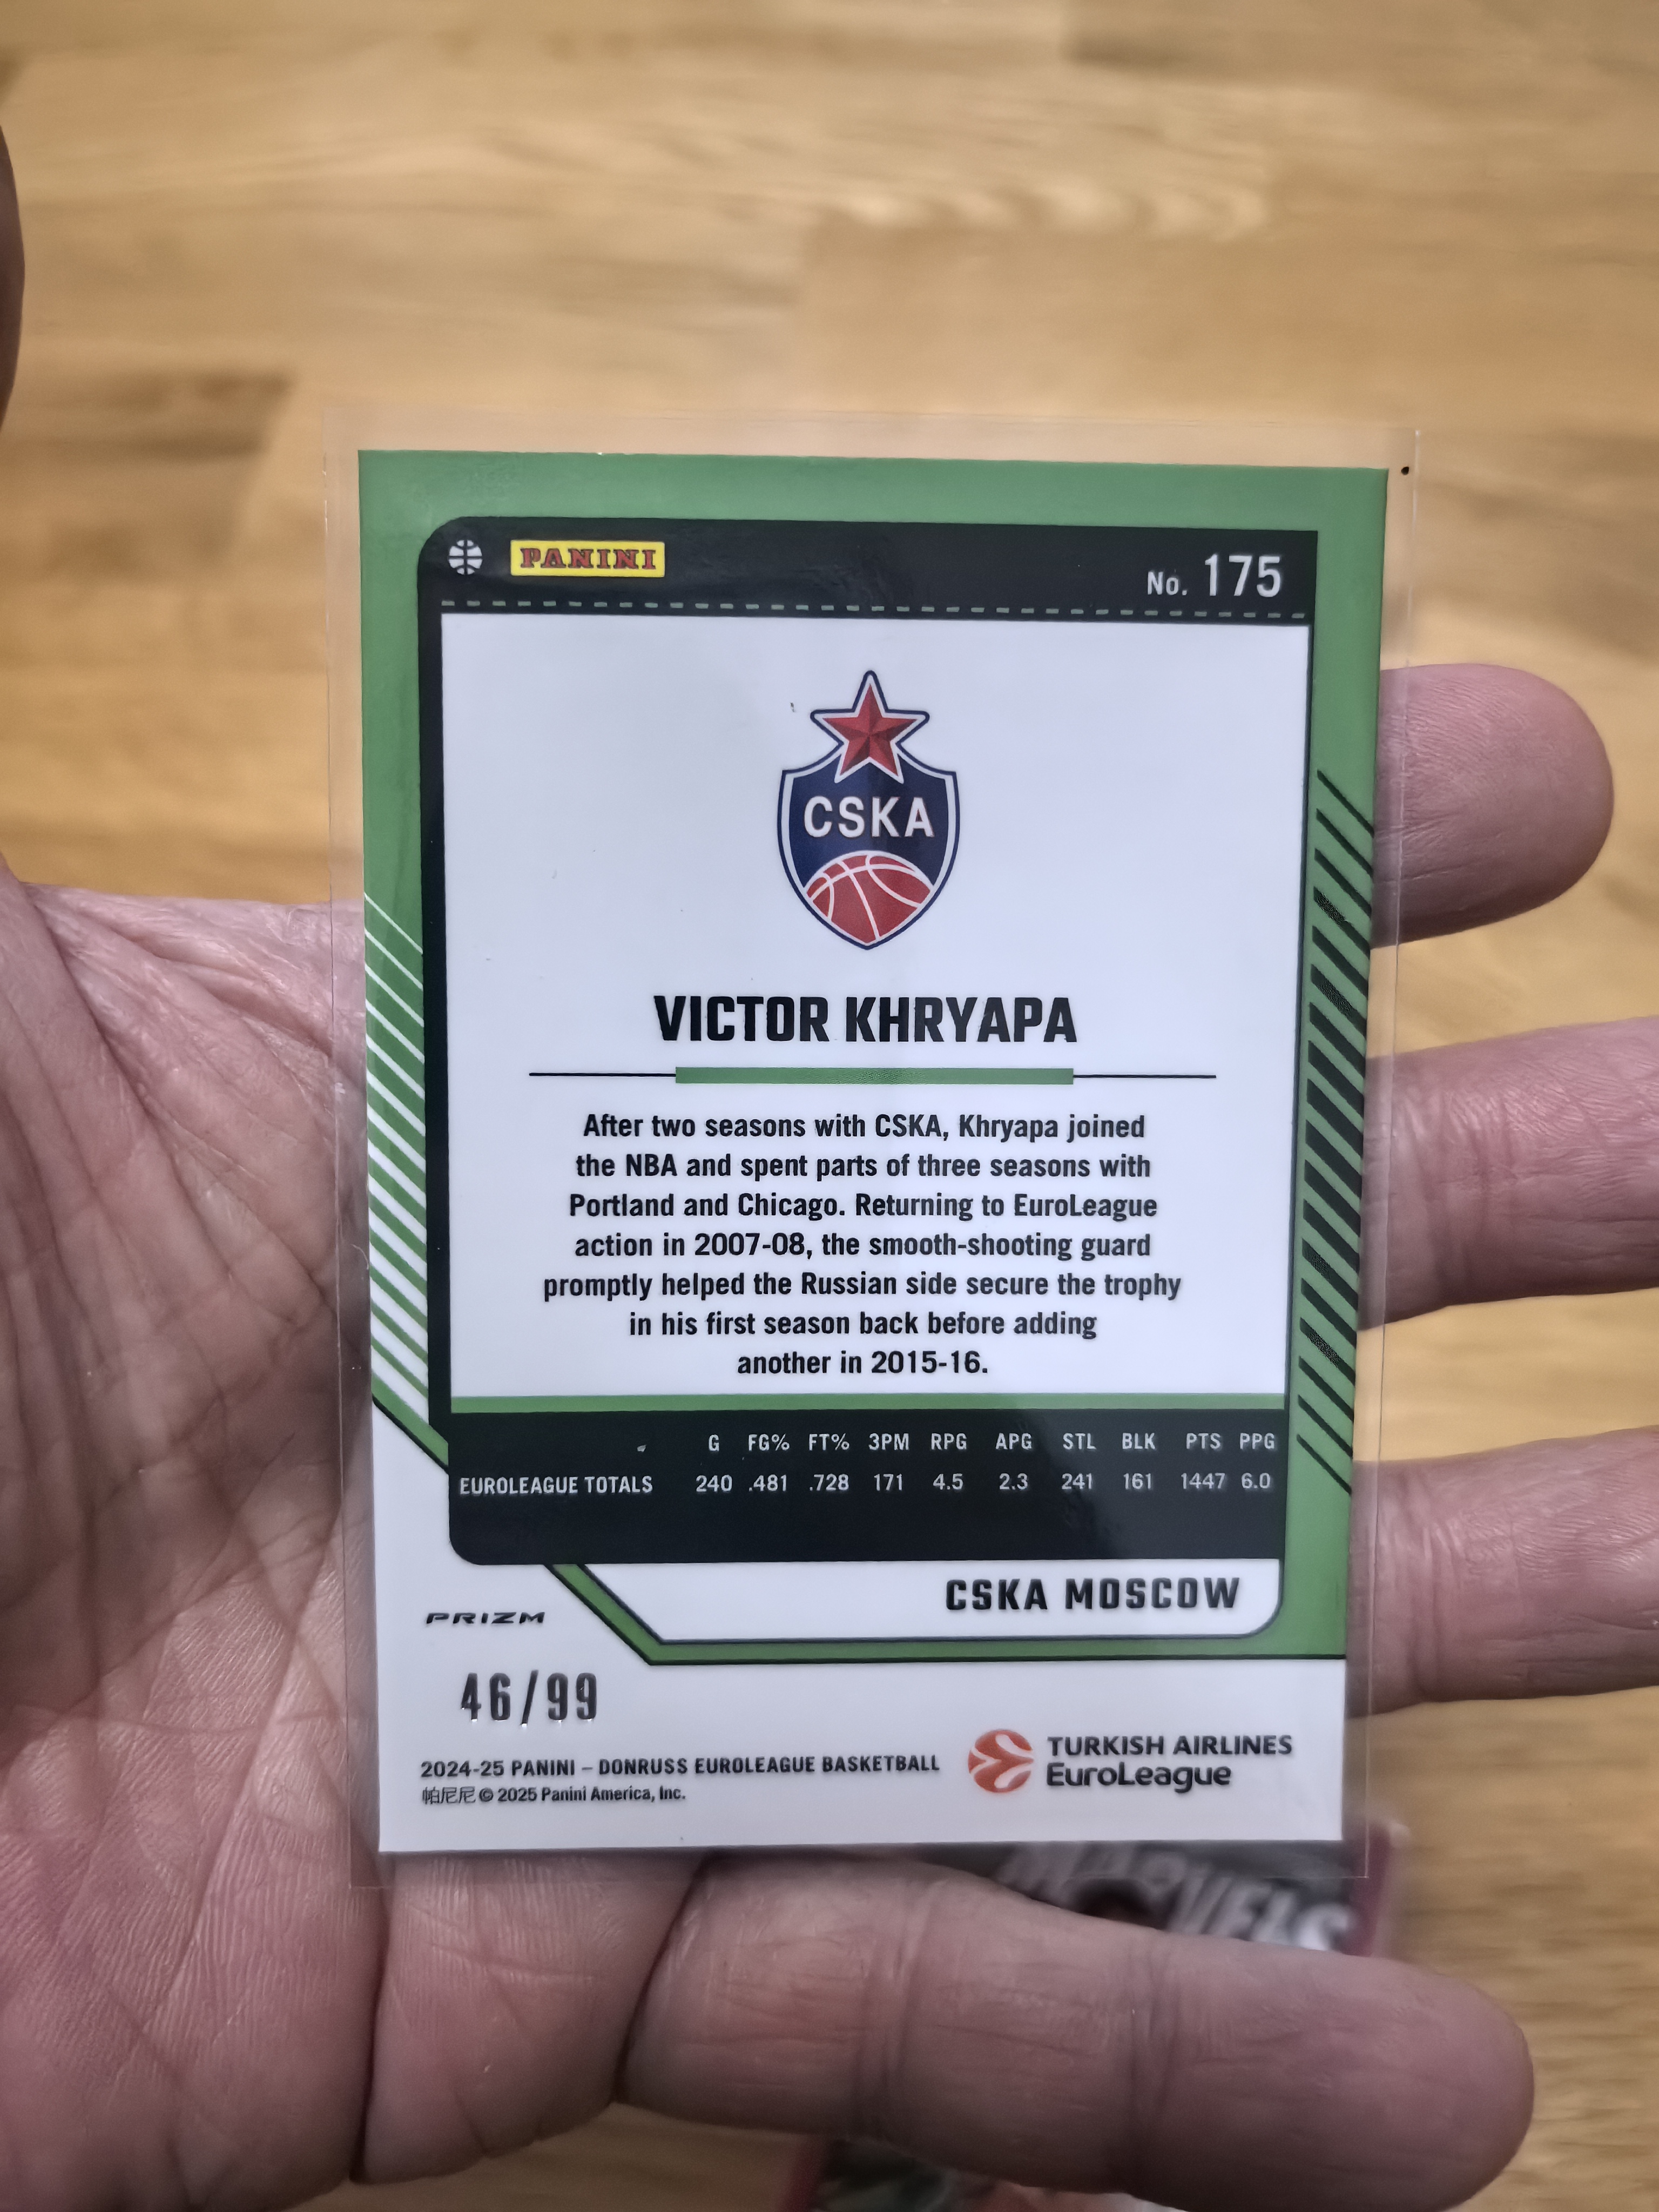 PANINI
No. 175
CSKA
VICTOR KHRYAPA
After two seasons with CSKA, Khryapa joined
the NBA and spent parts of three seasons with
Portland and Chicago. Returning to EuroLeague
action in 2007-08, the smooth-shooting guard
promptly helped the Russian side secure the trophy
in his first season back before adding
another in 2015-16.
G FG% FT% 3PM RPG APG STL BLK PTS PPG
EUROLEAGUE TOTALS 240 .481 .728 171 4.5 2.3 241 161 1447 6.0
CSKA MOSCOW
PRIZM
46/99
2024-25 PANINI – DONRUSS EUROLEAGUE BASKETBALL
帕尼尼 © 2025 Panini America, Inc.
TURKISH AIRLINES
EuroLeague
MARVELS